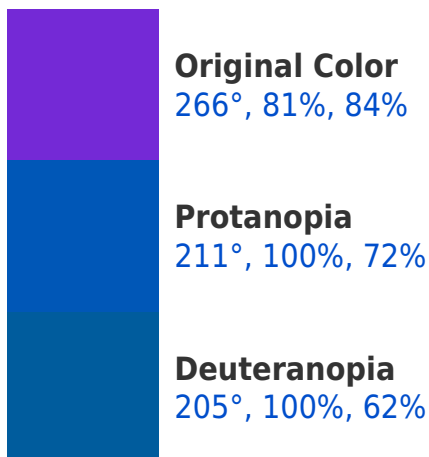 Original Color
266°, 81%, 84%
Protanopia
211°, 100%, 72%
Deuteranopia
205°, 100%, 62%